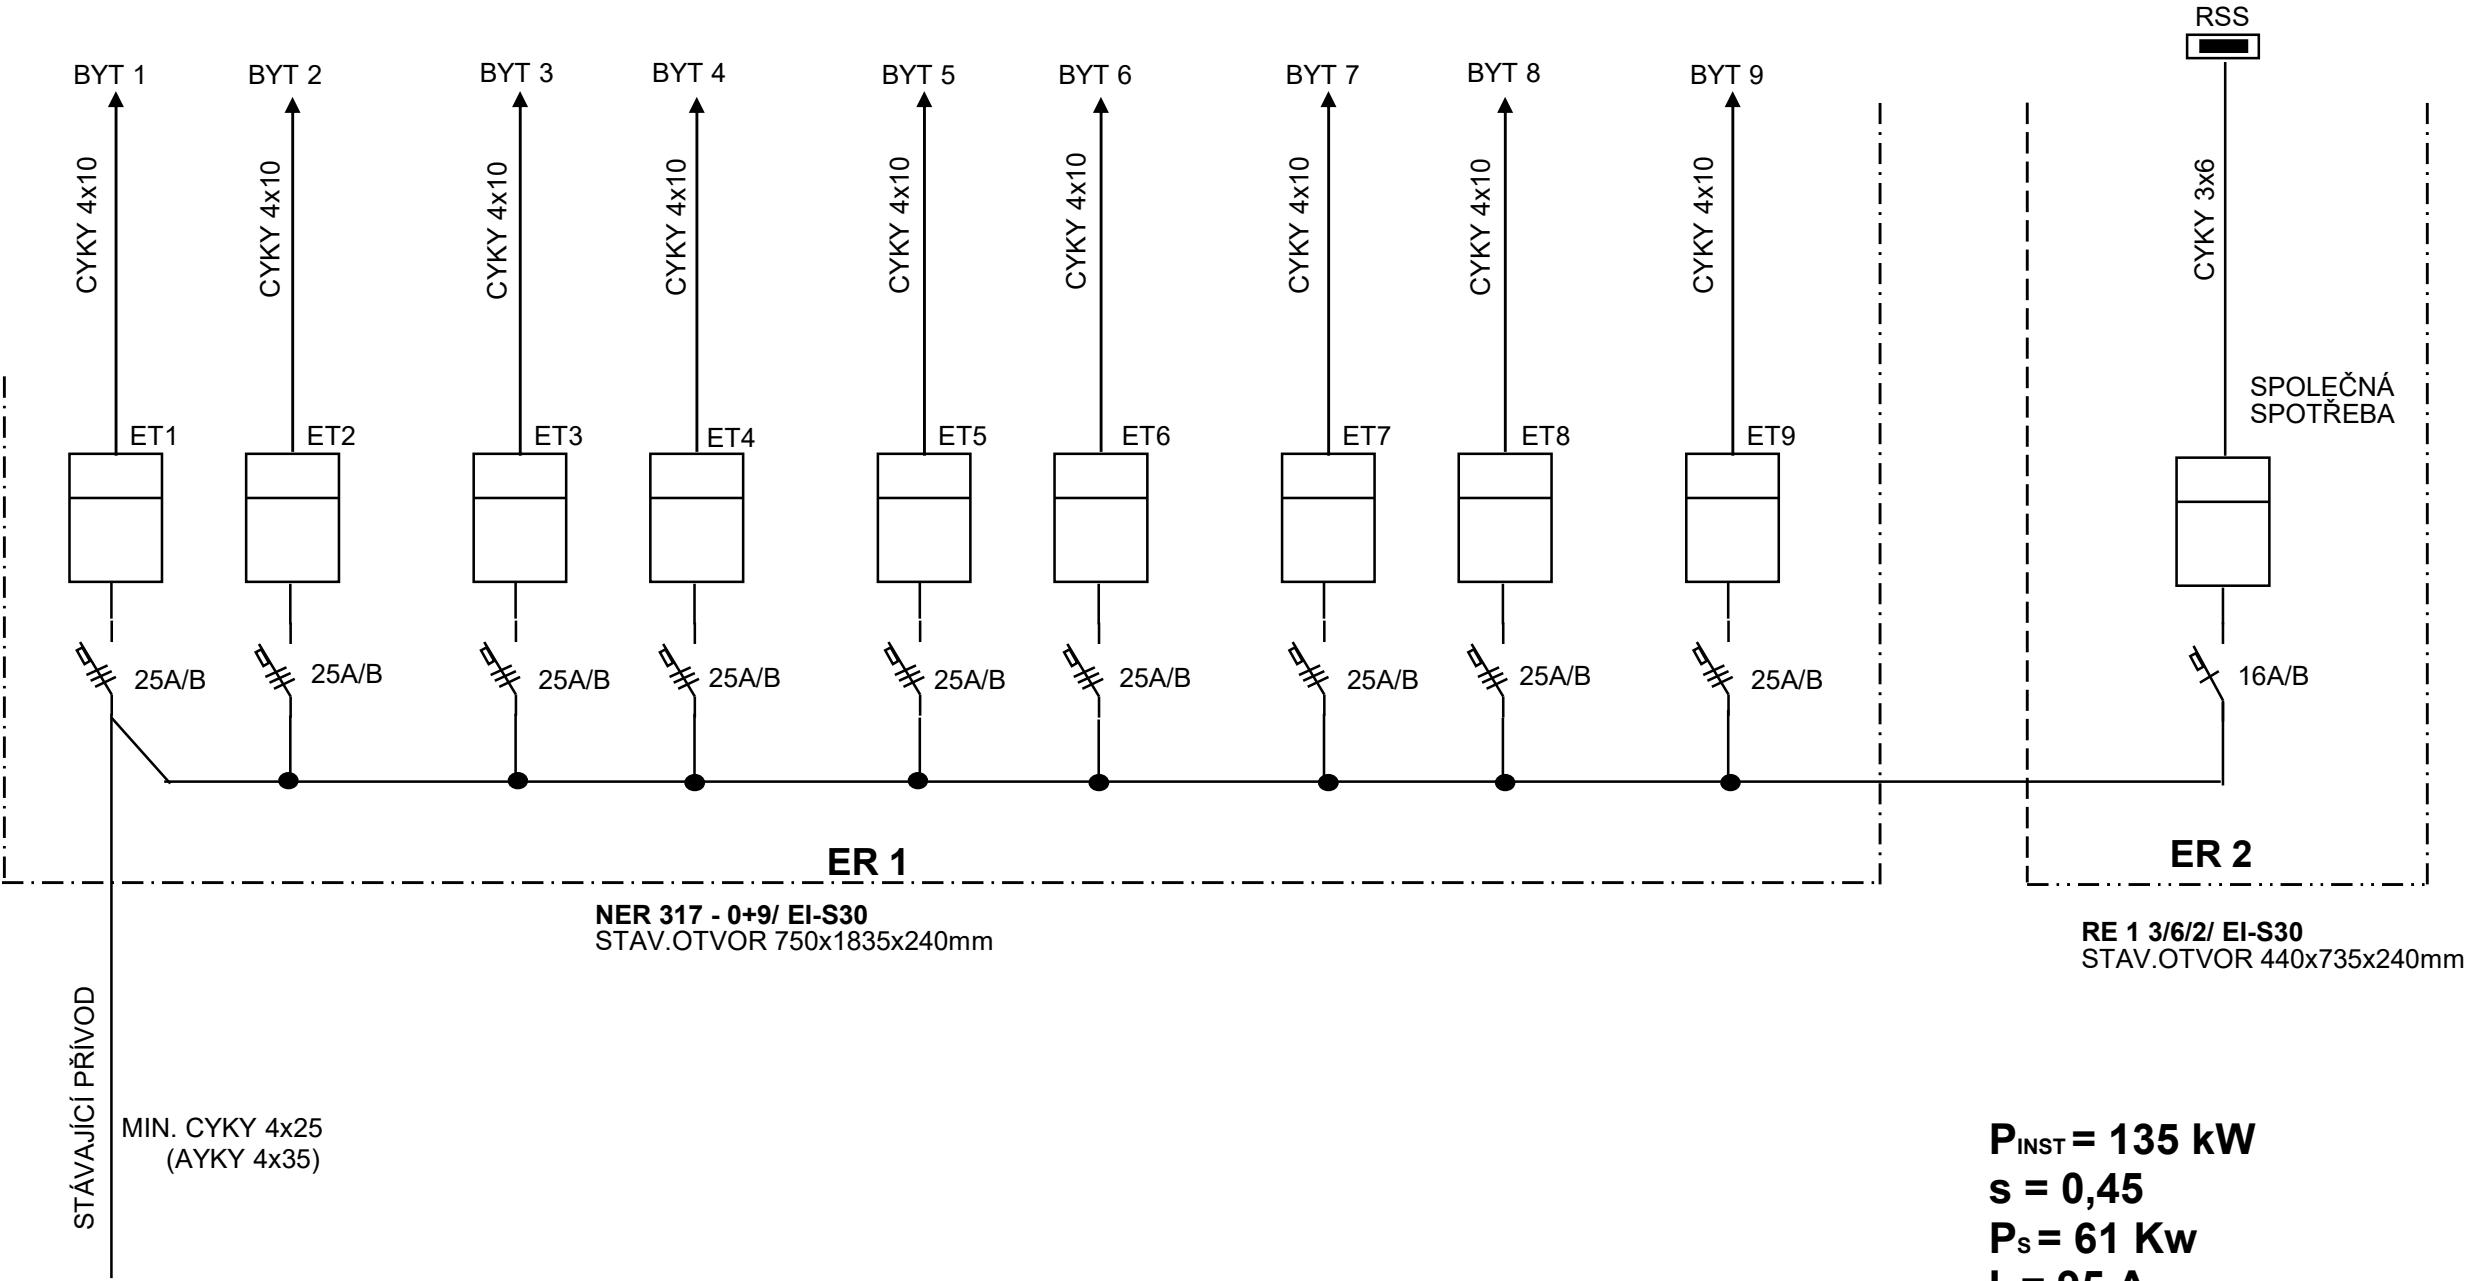 RSS
BYT 1
BYT 2
BYT 3
BYT 4
BYT 5
BYT 6
BYT 7
BYT 8
BYT 9
CYKY 4x10
CYKY 4x10
CYKY 4x10
CYKY 4x10
CYKY 4x10
CYKY 4x10
CYKY 4x10
CYKY 4x10
CYKY 4x10
CYKY 3x6
SPOLEČNÁ
SPOTŘEBA
ET1
ET2
ET3
ET4
ET5
ET6
ET7
ET8
ET9
25A/B
25A/B
25A/B
25A/B
25A/B
25A/B
25A/B
25A/B
25A/B
16A/B
ER 1
ER 2
NER 317 - 0+9/ EI-S30
STAV.OTVOR 750x1835x240mm
RE 1 3/6/2/ EI-S30
STAV.OTVOR 440x735x240mm
STÁVAJÍCÍ PŘÍVOD
MIN. CYKY 4x25
(AYKY 4x35)
PINST = 135 kW
s = 0,45
PS = 61 Kw